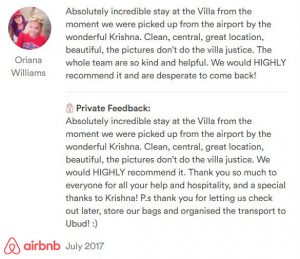 Absolutely incredible stay at the Villa from the
moment we were picked up from the airport by the
wonderful Krishna. Clean, central, great location,
beautiful, the pictures don't do the villa justice. The
whole team are so kind and helpful. We would HIGHLY
recommend it and are desperate to come back!
Oriana
Williams
Private Feedback:
Absolutely incredible stay at the Villa from the
moment we were picked up from the airport by the
wonderful Krishna. Clean, central, great location,
beautiful, the pictures don't do the villa justice. We
would HIGHLY recommend it. Thank you so much to
everyone for all your help and hospitality, and a special
thanks to Krishna! P.s thank you for letting us check
out later, store our bags and organised the transport to
Ubud! :)
airbnb July 2017